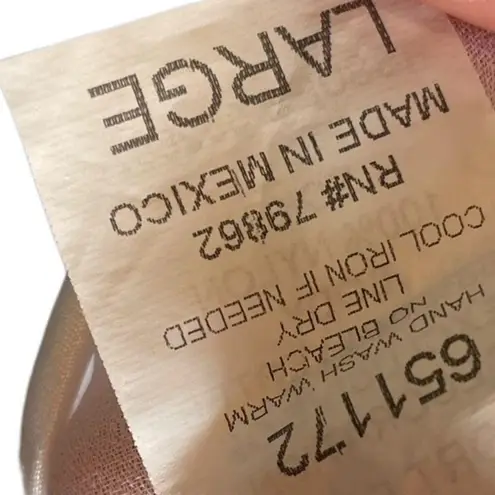 651172
HAND WASH WARM
NO BLEACH
LINE DRY
COOL IRON IF NEEDED
RN# 79862
MADE IN MEXICO
LARGE